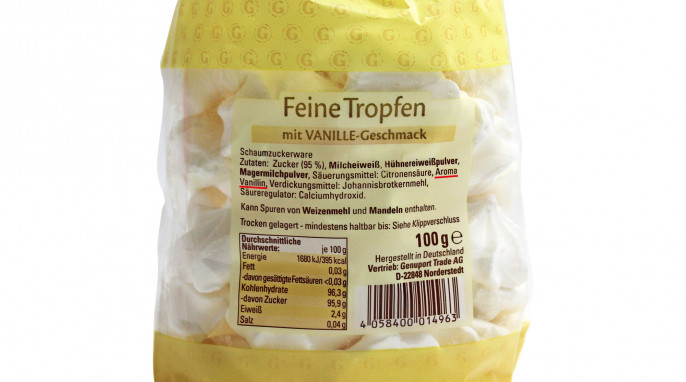 Feine Tropfen
mit VANILLE-Geschmack
Schaumzuckerware
Zutaten: Zucker (95 %), Milcheiweiß, Hühnereiweißpulver,
Magermilchpulver, Säuerungsmittel: Citronensäure, Aroma
Vanillin, Verdickungsmittel: Johannisbrotkernmehl,
Säureregulator: Calciumhydroxid.
Kann Spuren von Weizenmehl und Mandeln enthalten.
Trocken gelagert - mindestens haltbar bis: Siehe Klippverschluss
100 g e
Hergestellt in Deutschland
Vertrieb: Genuport Trade AG
D-22848 Norderstedt
Durchschnittliche
Nährwerte: je 100 g
Energie 1680 kJ/395 kcal
Fett 0,03 g
-davon gesättigte Fettsäuren <0,03 g
Kohlenhydrate 96,3 g
-davon Zucker 95,9 g
Eiweiß 2,4 g
Salz 0,04 g
4 058400 014963